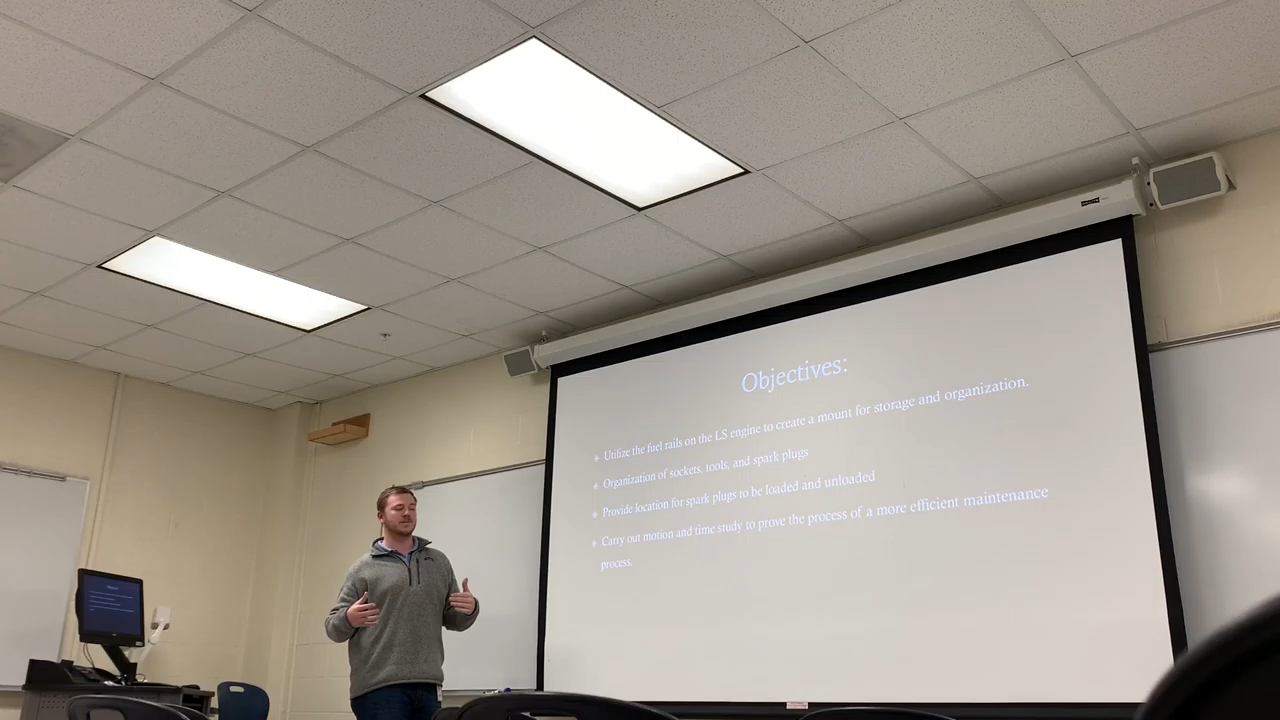 Objectives:
Utilize the fuel rails on the LS engine to create a mount for storage and organization.
Organization of sockets, tools, and spark plugs
Provide location for spark plugs to be loaded and unloaded
Carry out motion and time study to prove the process of a more efficient maintenance
process.